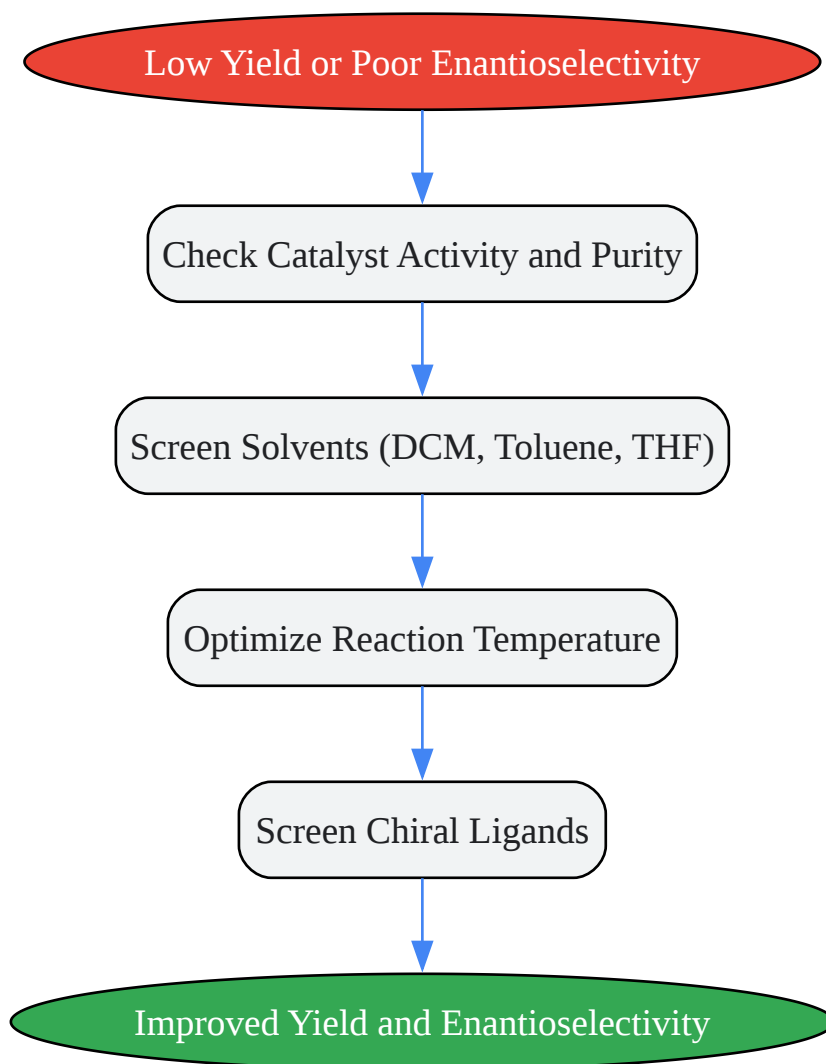 Low Yield or Poor Enantioselectivity
Check Catalyst Activity and Purity
Screen Solvents (DCM, Toluene, THF)
Optimize Reaction Temperature
Screen Chiral Ligands
Improved Yield and Enantioselectivity